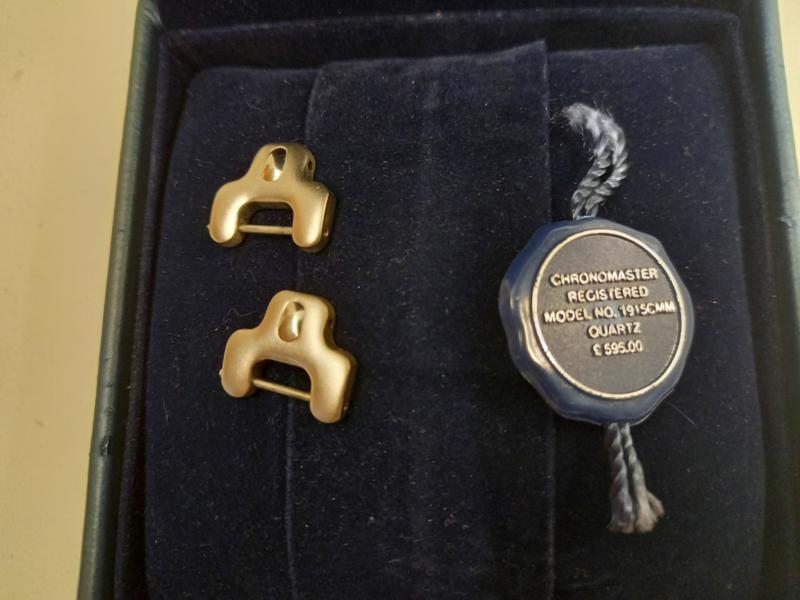 CHRONOMASTER
REGISTERED
MODEL NO. 1915CMM
QUARTZ
£ 595.00